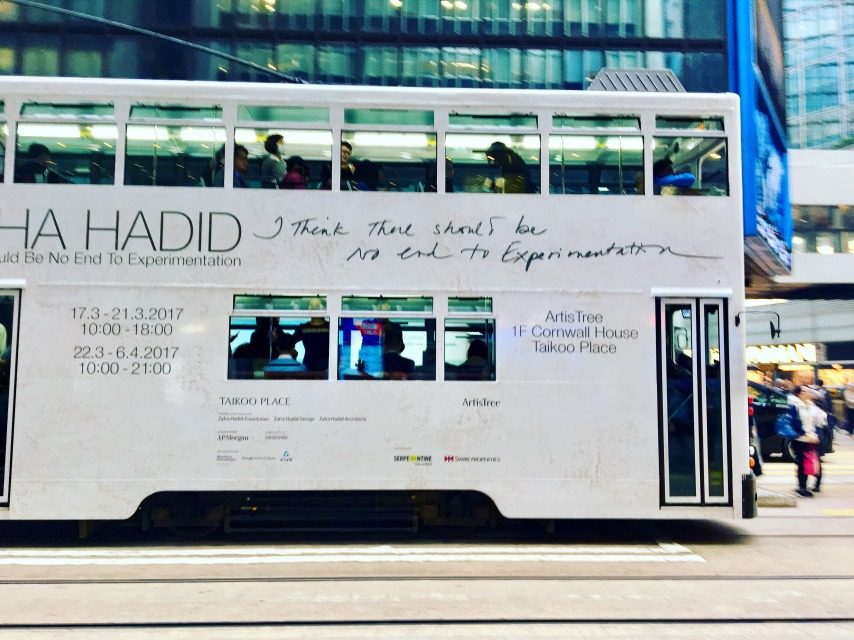 HA HADID
uld Be No End To Experimentation
I Think There should be
No end to Experimentation
17.3 - 21.3.2017
10:00 - 18:00
22.3 - 6.4.2017
10:00 - 21:00
ArtisTree
1F Cornwall House
Taikoo Place
TAIKOO PLACE
ArtisTree
Zaha Hadid Foundation Zaha Hadid Design Zaha Hadid Architects
J.P.Morgan
VIVE
SERPENTINE
SWIRE PROPERTIES